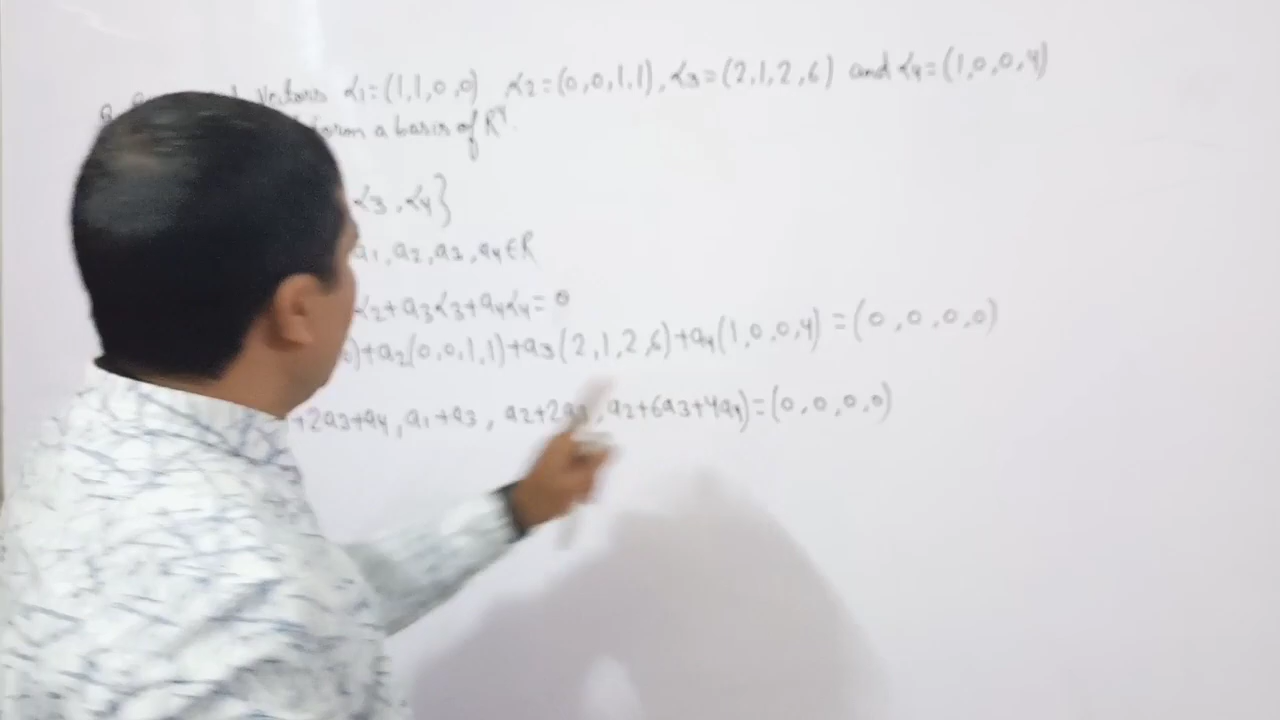 Vectors α1=(1,1,0,0) α2=(0,0,1,1), α3=(2,1,2,6) and α4=(1,0,0,4)
form a basis of R⁴.
α3, α4}
a1, a2, a3, a4∈R
α2+a3α3+a4α4=0
0)+a2(0,0,1,1)+a3(2,1,2,6)+a4(1,0,0,4)=(0,0,0,0)
+2a3+a4, a1+a3, a2+2a3, a2+6a3+4a4)=(0,0,0,0)